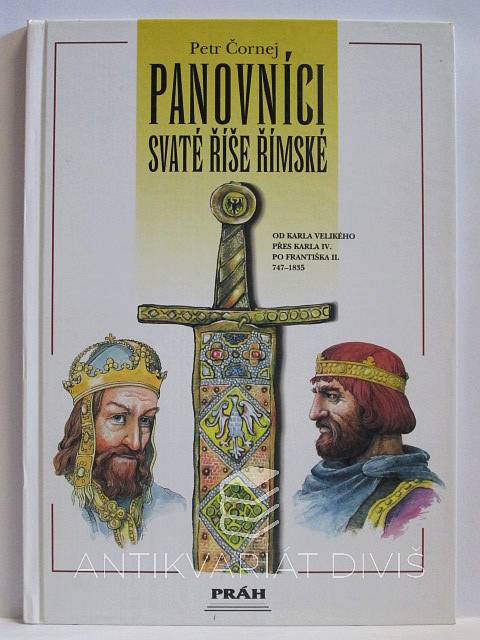 Petr Čornej
PANOVNÍCI
SVATÉ ŘÍŠE ŘÍMSKÉ
OD KARLA VELIKÉHO
PŘES KARLA IV.
PO FRANTIŠKA II.
747–1835
ANTIKVARIÁT DIVIŠ
PRÁH